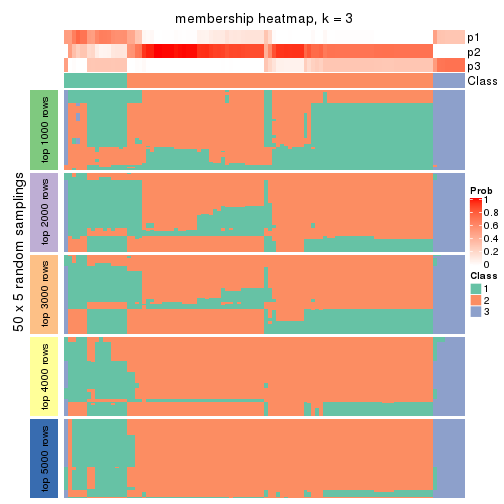 membership heatmap, k = 3
p1
p2
p3
Class
50 x 5 random samplings
top 1000 rows
top 2000 rows
top 3000 rows
top 4000 rows
top 5000 rows
Prob
1
0.8
0.6
0.4
0.2
0
Class
1
2
3